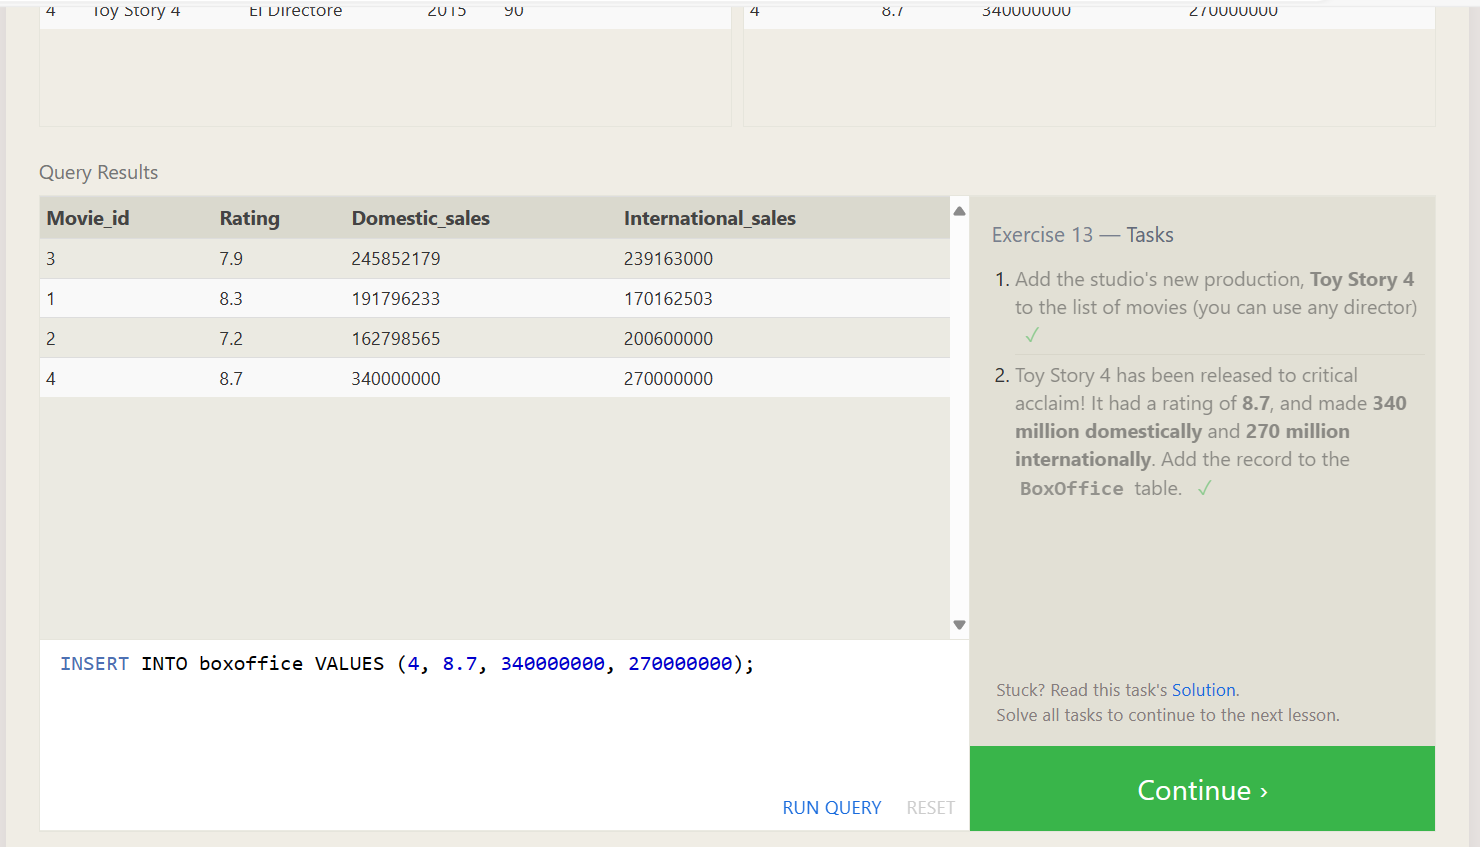 4 Toy Story 4 El Directore 2015 90 4 8.7 340000000 270000000
Query Results
Movie_id Rating Domestic_sales International_sales
3 7.9 245852179 239163000
1 8.3 191796233 170162503
2 7.2 162798565 200600000
4 8.7 340000000 270000000
INSERT INTO boxoffice VALUES (4, 8.7, 340000000, 270000000);
RUN QUERY RESET
Exercise 13 — Tasks
1. Add the studio's new production, Toy Story 4
to the list of movies (you can use any director)
✓
2. Toy Story 4 has been released to critical
acclaim! It had a rating of 8.7, and made 340
million domestically and 270 million
internationally. Add the record to the
BoxOffice table. ✓
Stuck? Read this task's Solution.
Solve all tasks to continue to the next lesson.
Continue ›